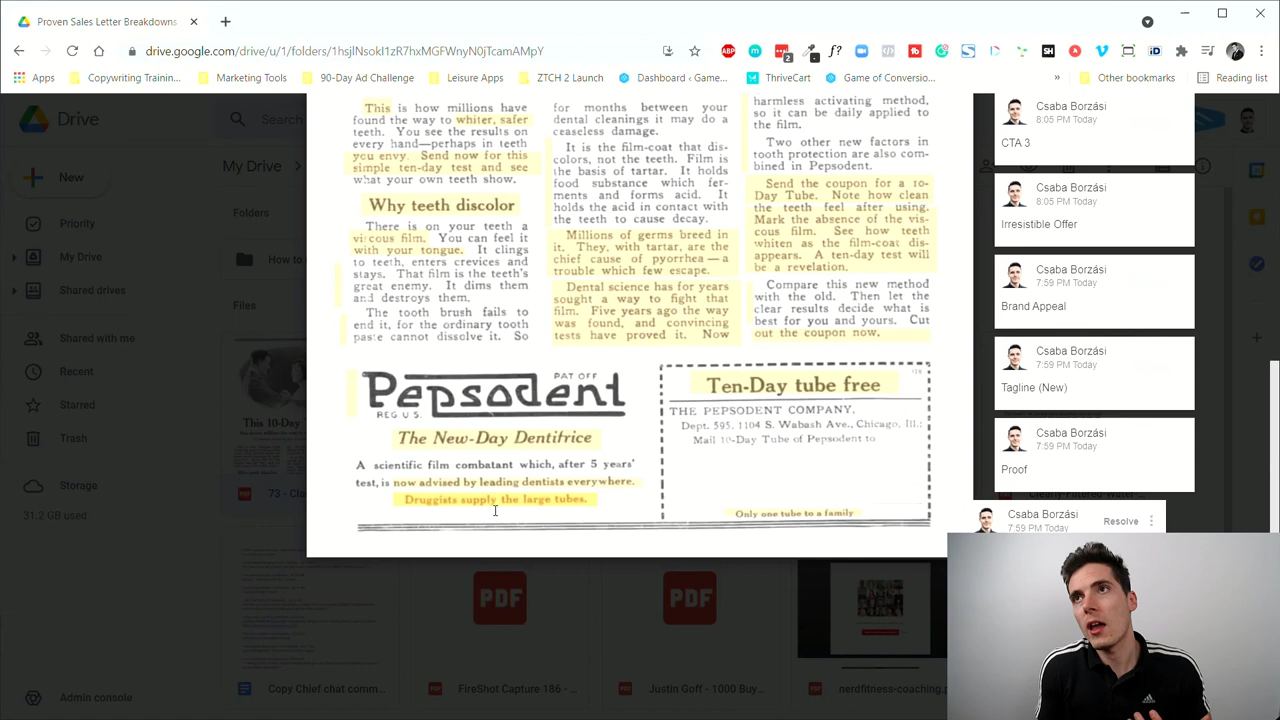 Proven Sales Letter Breakdowns
drive.google.com/drive/u/1/folders/1hsjlNsokI1zR7hxMGFWnyN0jTcamAMpY
Apps
Copywriting Trainin...
Marketing Tools
90-Day Ad Challenge
Leisure Apps
ZTCH 2 Launch
Dashboard ‹ Game...
ThriveCart
Game of Conversio...
»
Other bookmarks
Reading list
Drive
Search
My Drive
New
Folders
Priority
My Drive
How to
Shared drives
Files
Shared with me
Recent
Starred
This 10-Day
Trash
Storage
73 - Cla
31.2 GB used
Admin console
This is how millions have
found the way to whiter, safer
teeth. You see the results on
every hand—perhaps in teeth
you envy. Send now for this
simple ten-day test and see
what your own teeth show.
Why teeth discolor
There is on your teeth a
viscous film. You can feel it
with your tongue. It clings
to teeth, enters crevices and
stays. That film is the teeth's
great enemy. It dims them
and destroys them.
The tooth brush fails to
end it, for the ordinary tooth
paste cannot dissolve it. So
for months between your
dental cleanings it may do a
ceaseless damage.
It is the film-coat that dis-
colors, not the teeth. Film is
the basis of tartar. It holds
food substance which fer-
ments and forms acid. It
holds the acid in contact with
the teeth to cause decay.
Millions of germs breed in
it. They, with tartar, are the
chief cause of pyorrhea—a
trouble which few escape.
Dental science has for years
sought a way to fight that
film. Five years ago the way
was found, and convincing
tests have proved it. Now
harmless activating method,
so it can be daily applied to
the film.
Two other new factors in
tooth protection are also com-
bined in Pepsodent.
Send the coupon for a 10-
Day Tube. Note how clean
the teeth feel after using.
Mark the absence of the vis-
cous film. See how teeth
whiten as the film-coat dis-
appears. A ten-day test will
be a revelation.
Compare this new method
with the old. Then let the
clear results decide what is
best for you and yours. Cut
out the coupon now.
Pepsodent
PAT OFF
REG. U.S.
The New-Day Dentifrice
A scientific film combatant which, after 5 years'
test, is now advised by leading dentists everywhere.
Druggists supply the large tubes.
Ten-Day tube free
THE PEPSODENT COMPANY,
Dept. 595, 1104 S. Wabash Ave., Chicago, Ill.:
Mail 10-Day Tube of Pepsodent to
Only one tube to a family
Csaba Borzási
8:05 PM Today
CTA 3
Csaba Borzási
8:05 PM Today
Irresistible Offer
Csaba Borzási
7:59 PM Today
Brand Appeal
Csaba Borzási
7:59 PM Today
Tagline (New)
Csaba Borzási
7:59 PM Today
Proof
Csaba Borzási
7:59 PM Today
Resolve
PDF
PDF
Copy Chief chat comm...
FireShot Capture 186 - ...
Justin Goff - 1000 Buy...
nerdfitness-coaching.p
adidas